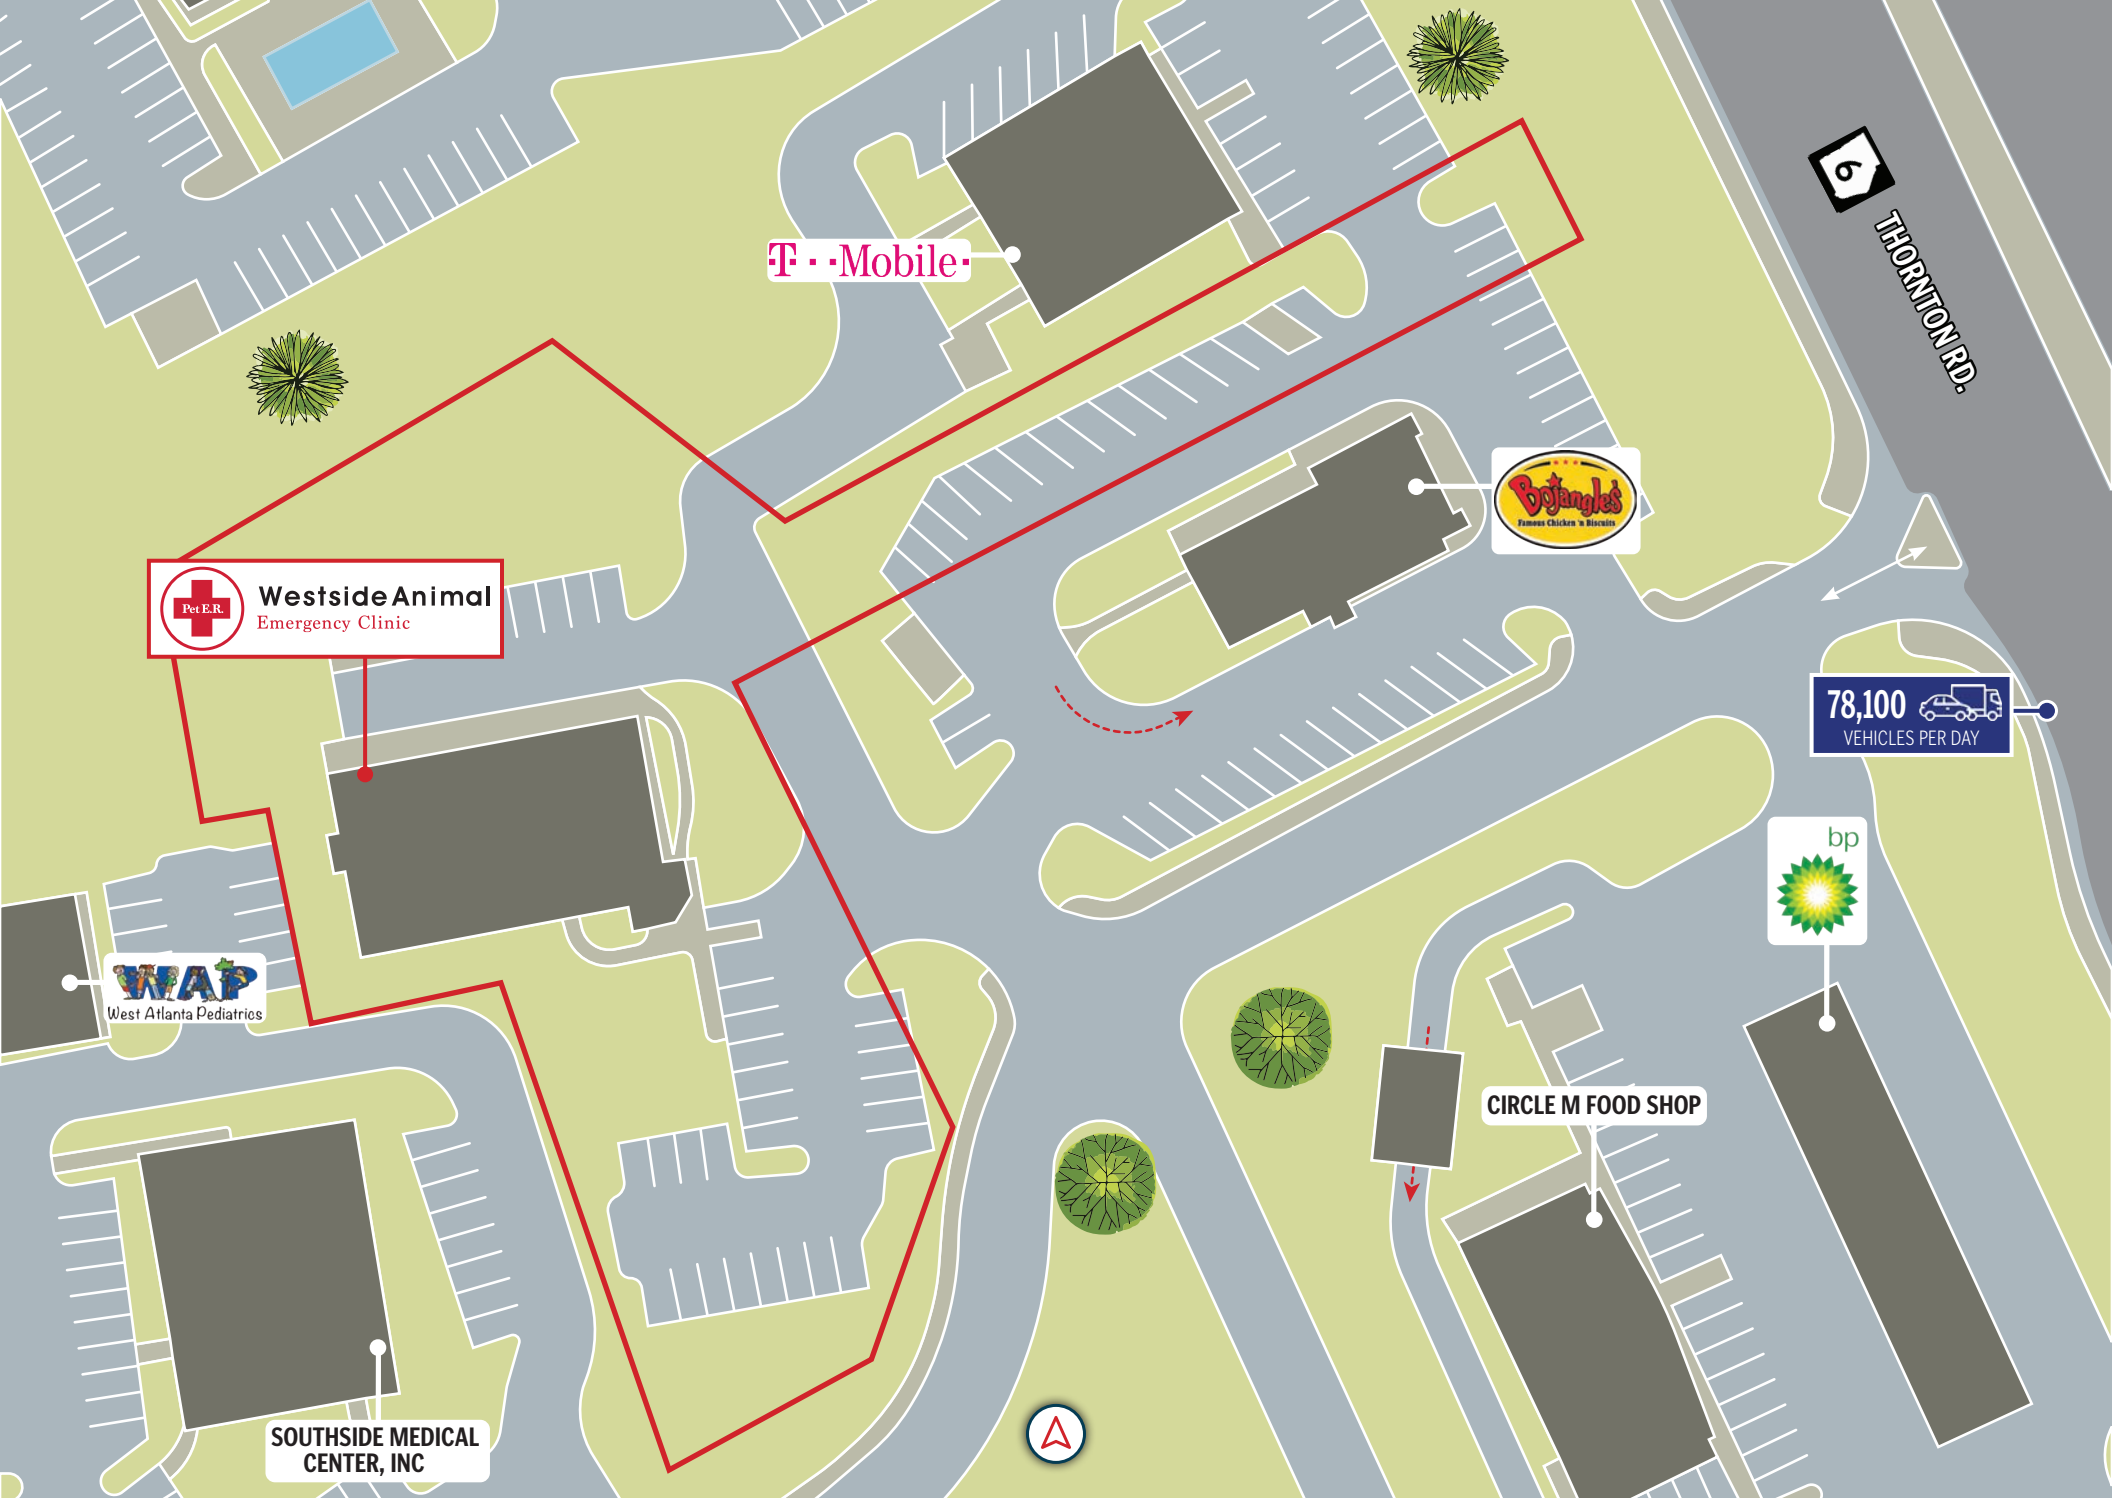 6
THORNTON RD.
T··Mobile·
Bojangles'
Famous Chicken 'n Biscuits
Pet E.R.
Westside Animal
Emergency Clinic
78,100
VEHICLES PER DAY
bp
WAP
West Atlanta Pediatrics
CIRCLE M FOOD SHOP
SOUTHSIDE MEDICAL
CENTER, INC